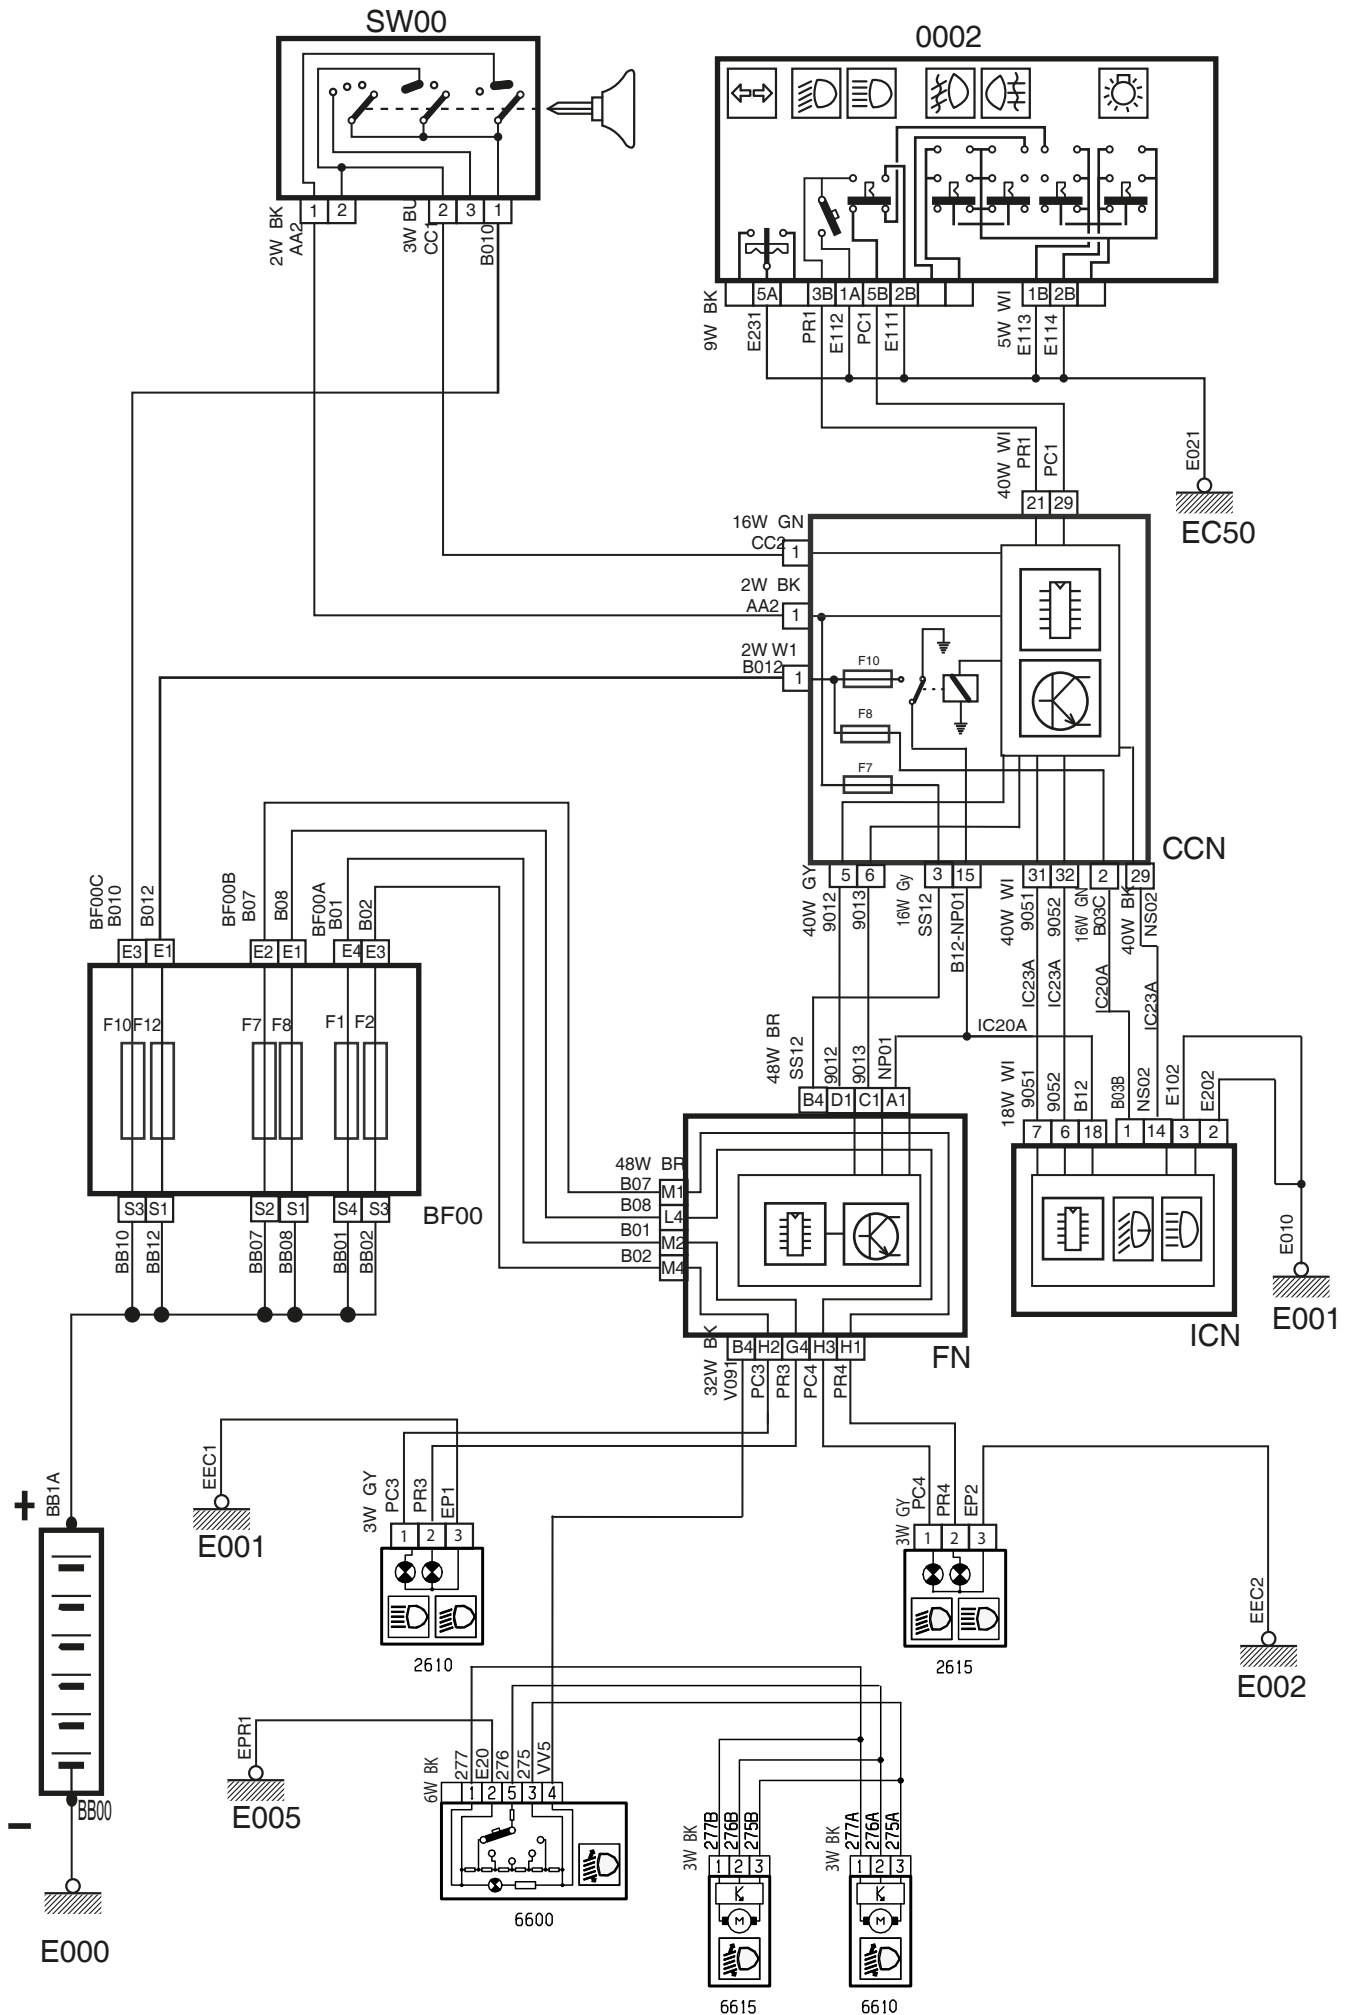 SW00
0002
1 2 2 3 1
2W BK
AA2
3W BU
CC1
B010
5A 3B 1A 5B 2B 1B 2B
9W BK
E231
PR1
E112
PC1
E111
5W WI
E113
E114
40W WI
PR1
PC1
E021
21 29
EC50
16W GN
CC2
1
2W BK
AA2
1
2W W1
B012
1
F10
F8
F7
CCN
5 6 3 15 31 32 2 29
40W GY
9012
9013
16W Gy
SS12
B12-NP01
40W WI
9051
9052
16W GN
B03C
40W BK
NS02
IC23A
IC23A
IC20A
IC23A
IC20A
BF00C
B010
B012
BF00B
B07
B08
BF00A
B01
B02
E3 E1 E2 E1 E4 E3
F10 F12 F7 F8 F1 F2
S3 S1 S2 S1 S4 S3
BF00
BB10
BB12
BB07
BB08
BB01
BB02
48W BR
SS12
9012
9013
NP01
B4 D1 C1 A1
48W BR
B07
M1
B08
L4
B01
M2
B02
M4
B4 H2 G4 H3 H1
FN
32W BK
V091
PC3
PR3
PC4
PR4
18W WI
9051
9052
B12
B03B
NS02
E102
E202
7 6 18 1 14 3 2
ICN
E010
E001
EEC1
E001
3W GY
PC3
PR3
EP1
1 2 3
2610
3W GY
PC4
PR4
EP2
1 2 3
2615
EEC2
E002
+
BB1A
BB00
−
E000
EPR1
E005
6W BK
277
E20
276
275
VV5
1 2 5 3 4
6600
3W BK
277B
276B
275B
1 2 3
M
6615
3W BK
277A
276A
275A
1 2 3
M
6610